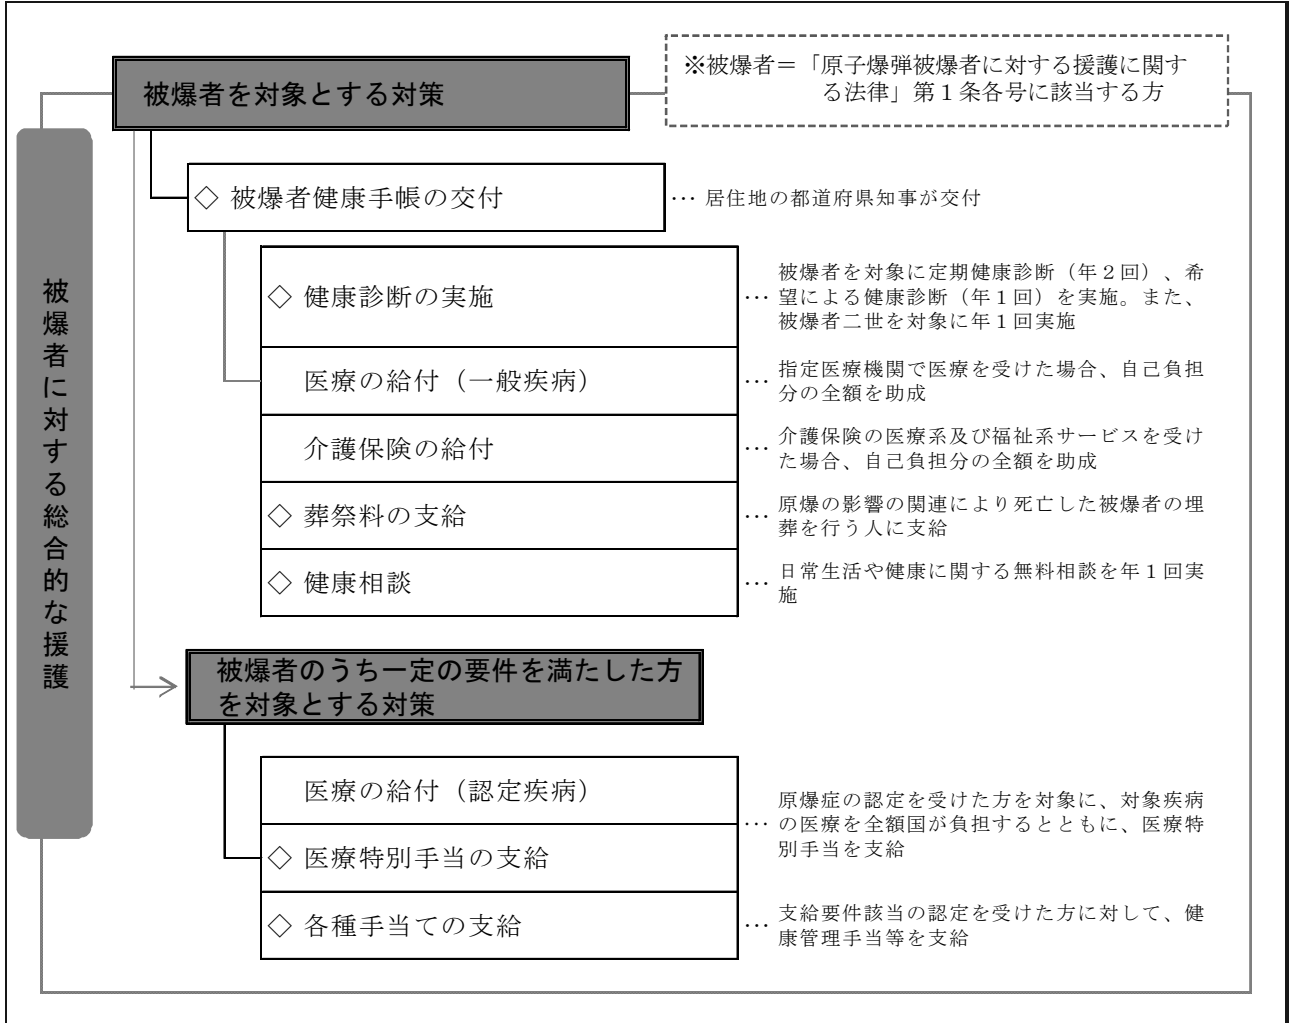 ※被爆者＝「原子爆弾被爆者に対する援護に関す
る法律」第１条各号に該当する方
被爆者を対象とする対策
被爆者に対する総合的な援護
◇ 被爆者健康手帳の交付
… 居住地の都道府県知事が交付
◇ 健康診断の実施
… 被爆者を対象に定期健康診断（年２回）、希
望による健康診断（年１回）を実施。また、
被爆者二世を対象に年１回実施
医療の給付（一般疾病）
… 指定医療機関で医療を受けた場合、自己負担
分の全額を助成
介護保険の給付
… 介護保険の医療系及び福祉系サービスを受け
た場合、自己負担分の全額を助成
◇ 葬祭料の支給
… 原爆の影響の関連により死亡した被爆者の埋
葬を行う人に支給
◇ 健康相談
… 日常生活や健康に関する無料相談を年１回実
施
被爆者のうち一定の要件を満たした方
を対象とする対策
医療の給付（認定疾病）
◇ 医療特別手当の支給
… 原爆症の認定を受けた方を対象に、対象疾病
の医療を全額国が負担するとともに、医療特
別手当を支給
◇ 各種手当ての支給
… 支給要件該当の認定を受けた方に対して、健
康管理手当等を支給